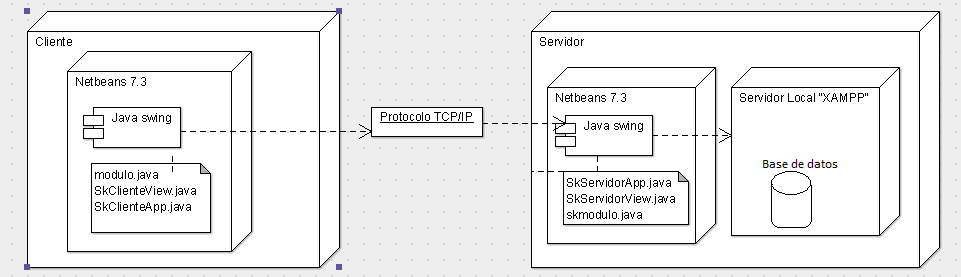 Cliente
Netbeans 7.3
Java swing
modulo.java
SkClienteView.java
SkClienteApp.java
Protocolo TCP/IP
Servidor
Netbeans 7.3
Java swing
SkServidorApp.java
SkServidorView.java
skmodulo.java
Servidor Local "XAMPP"
Base de datos